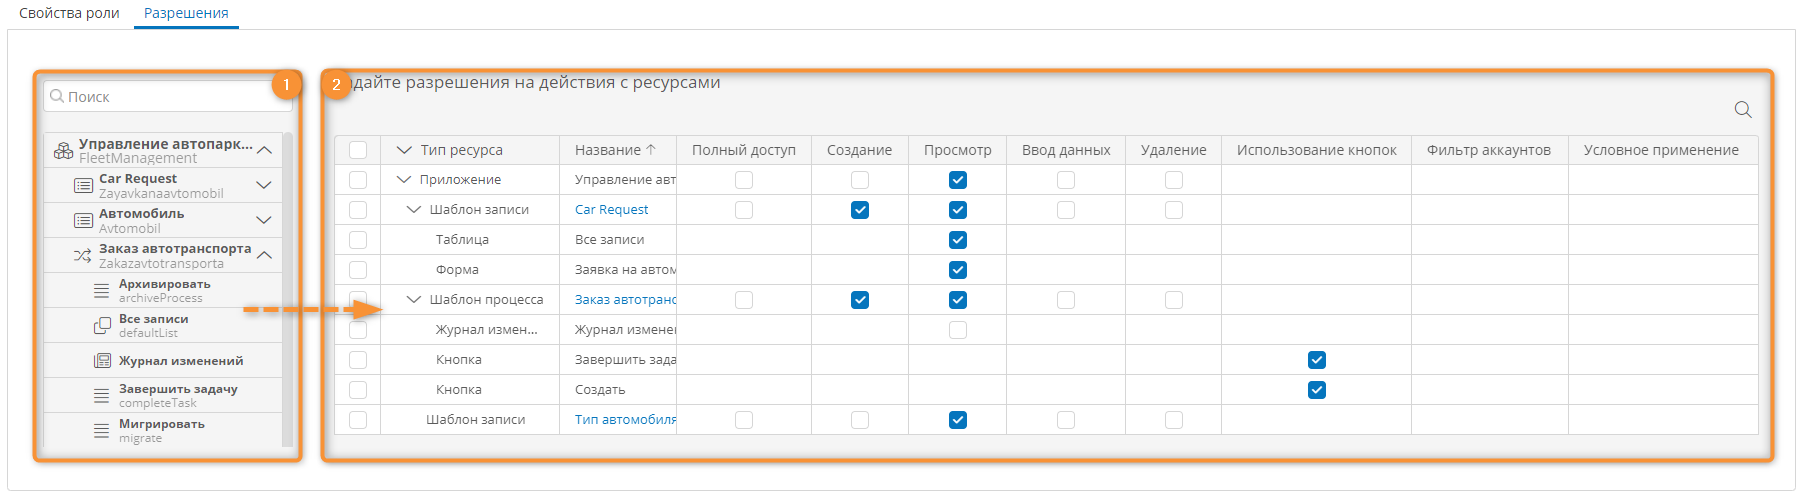 Свойства роли Разрешения
1
Поиск
Управление автопарк...
FleetManagement
Car Request
Zayavkanaavtomobil
Автомобиль
Avtomobil
Заказ автотранспорта
Zakazavtotransporta
Архивировать
archiveProcess
Все записи
defaultList
Журнал изменений
Завершить задачу
completeTask
Мигрировать
migrate
2
дайте разрешения на действия с ресурсами
Тип ресурса Название Полный доступ Создание Просмотр Ввод данных Удаление Использование кнопок Фильтр аккаунтов Условное применение
Приложение Управление авт
Шаблон записи Car Request
Таблица Все записи
Форма Заявка на автом
Шаблон процесса Заказ автотранс
Журнал измен... Журнал изменен
Кнопка Завершить зада
Кнопка Создать
Шаблон записи Тип автомобиля